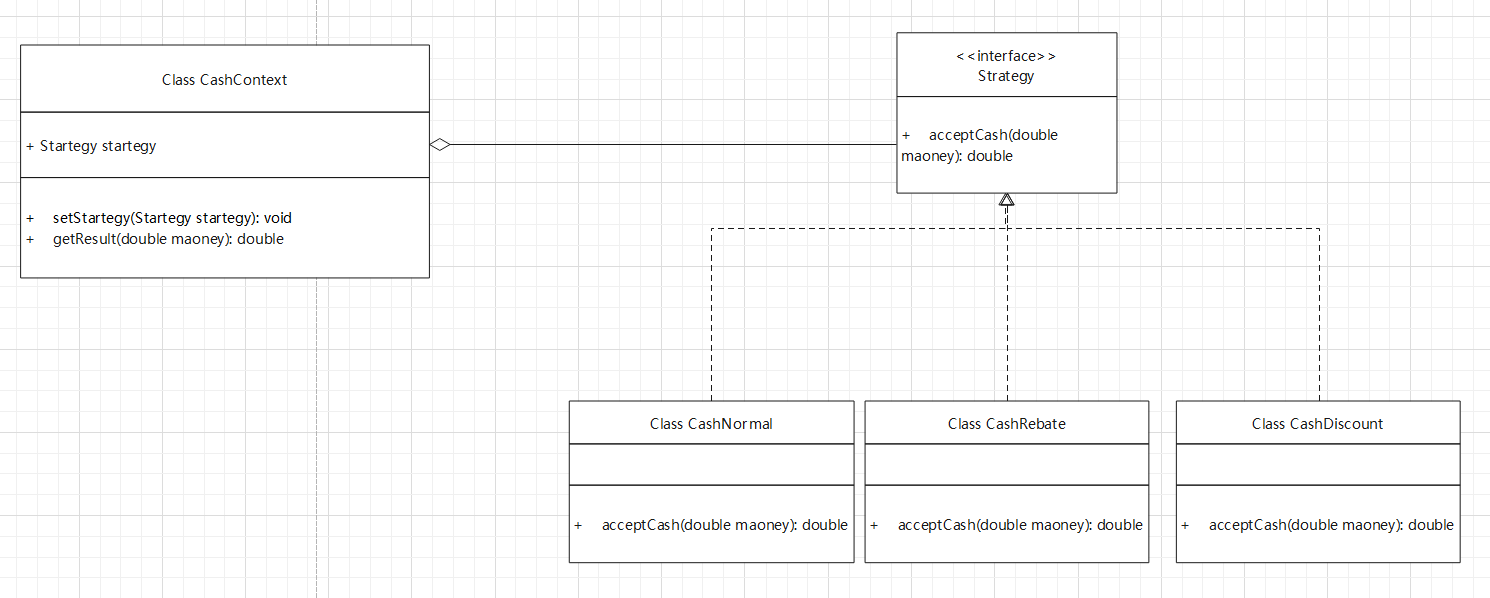 Class CashContext
+ Startegy startegy
+ setStartegy(Startegy startegy): void
+ getResult(double maoney): double
<<interface>>
Strategy
+ acceptCash(double
maoney): double
Class CashNormal
+ acceptCash(double maoney): double
Class CashRebate
+ acceptCash(double maoney): double
Class CashDiscount
+ acceptCash(double maoney): double